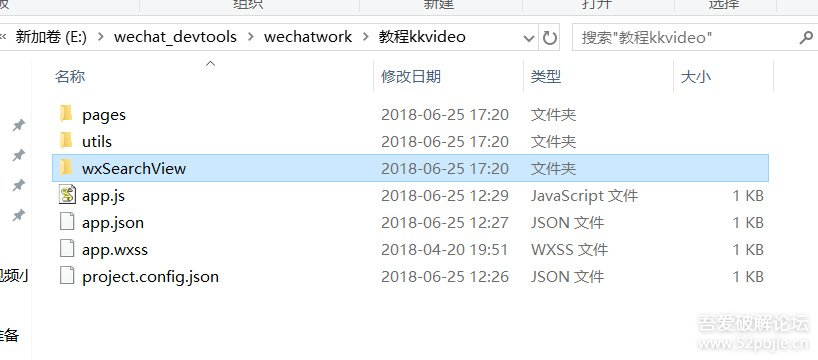 组织 新建 打开 选择
« 新加卷 (E:) > wechat_devtools > wechatwork > 教程kkvideo 搜索"教程kkvideo"
名称 修改日期 类型 大小
pages 2018-06-25 17:20 文件夹
utils 2018-06-25 17:20 文件夹
wxSearchView 2018-06-25 17:20 文件夹
app.js 2018-06-25 12:29 JavaScript 文件 1 KB
app.json 2018-06-25 12:27 JSON 文件 1 KB
app.wxss 2018-04-20 19:51 WXSS 文件 1 KB
视频小 project.config.json 2018-06-25 12:26 JSON 文件 1 KB
吾爱破解论坛
准备
www.52pojie.cn